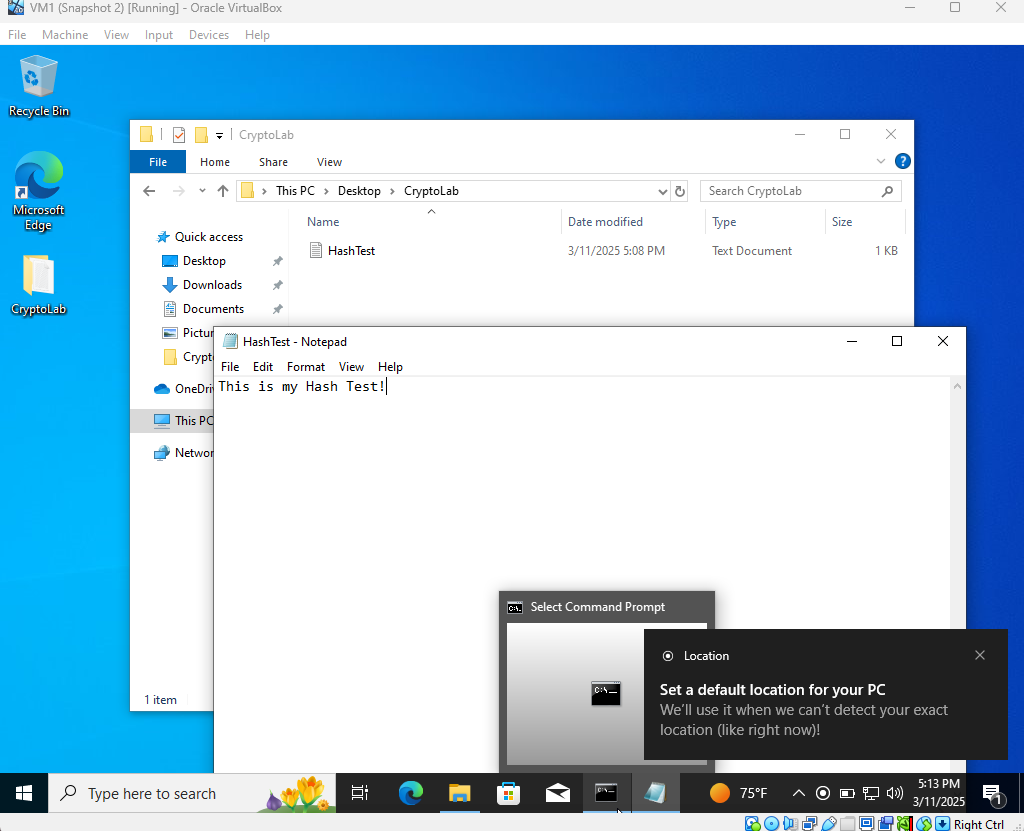 VM1 (Snapshot 2) [Running] - Oracle VirtualBox
File Machine View Input Devices Help
Recycle Bin
Microsoft
Edge
CryptoLab
CryptoLab
File Home Share View
This PC > Desktop > CryptoLab
Search CryptoLab
Name Date modified Type Size
HashTest 3/11/2025 5:08 PM Text Document 1 KB
Quick access
Desktop
Downloads
Documents
Pictur
Crypt
OneDri
This PC
Networ
1 item
HashTest - Notepad
File Edit Format View Help
This is my Hash Test!
Select Command Prompt
Location
Set a default location for your PC
We'll use it when we can't detect your exact
location (like right now)!
Type here to search
75°F
5:13 PM
3/11/2025
1
Right Ctrl